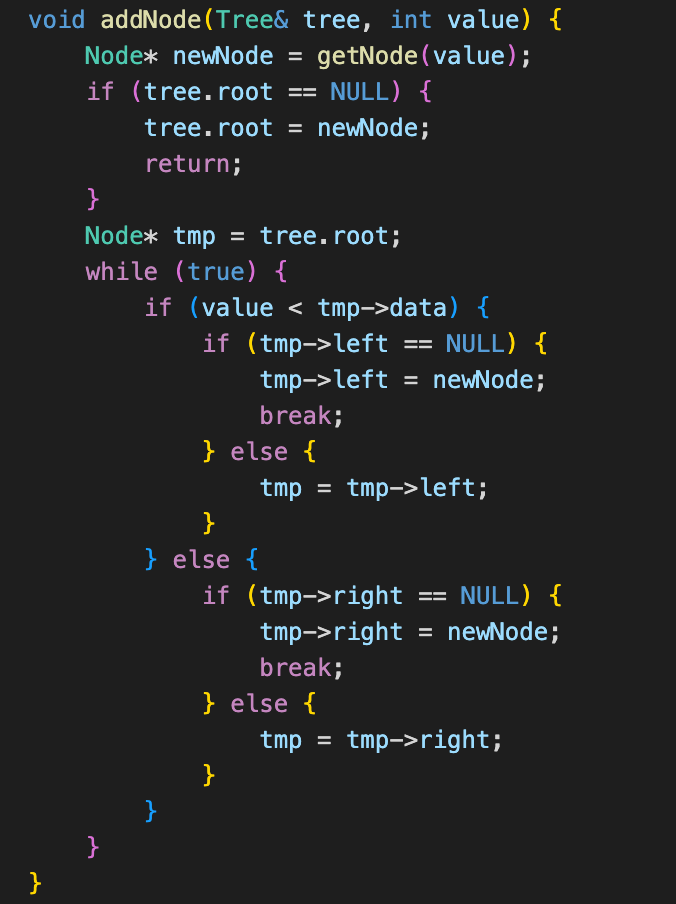 void addNode(Tree& tree, int value) {
    Node* newNode = getNode(value);
    if (tree.root == NULL) {
        tree.root = newNode;
        return;
    }
    Node* tmp = tree.root;
    while (true) {
        if (value < tmp->data) {
            if (tmp->left == NULL) {
                tmp->left = newNode;
                break;
            } else {
                tmp = tmp->left;
            }
        } else {
            if (tmp->right == NULL) {
                tmp->right = newNode;
                break;
            } else {
                tmp = tmp->right;
            }
        }
    }
}